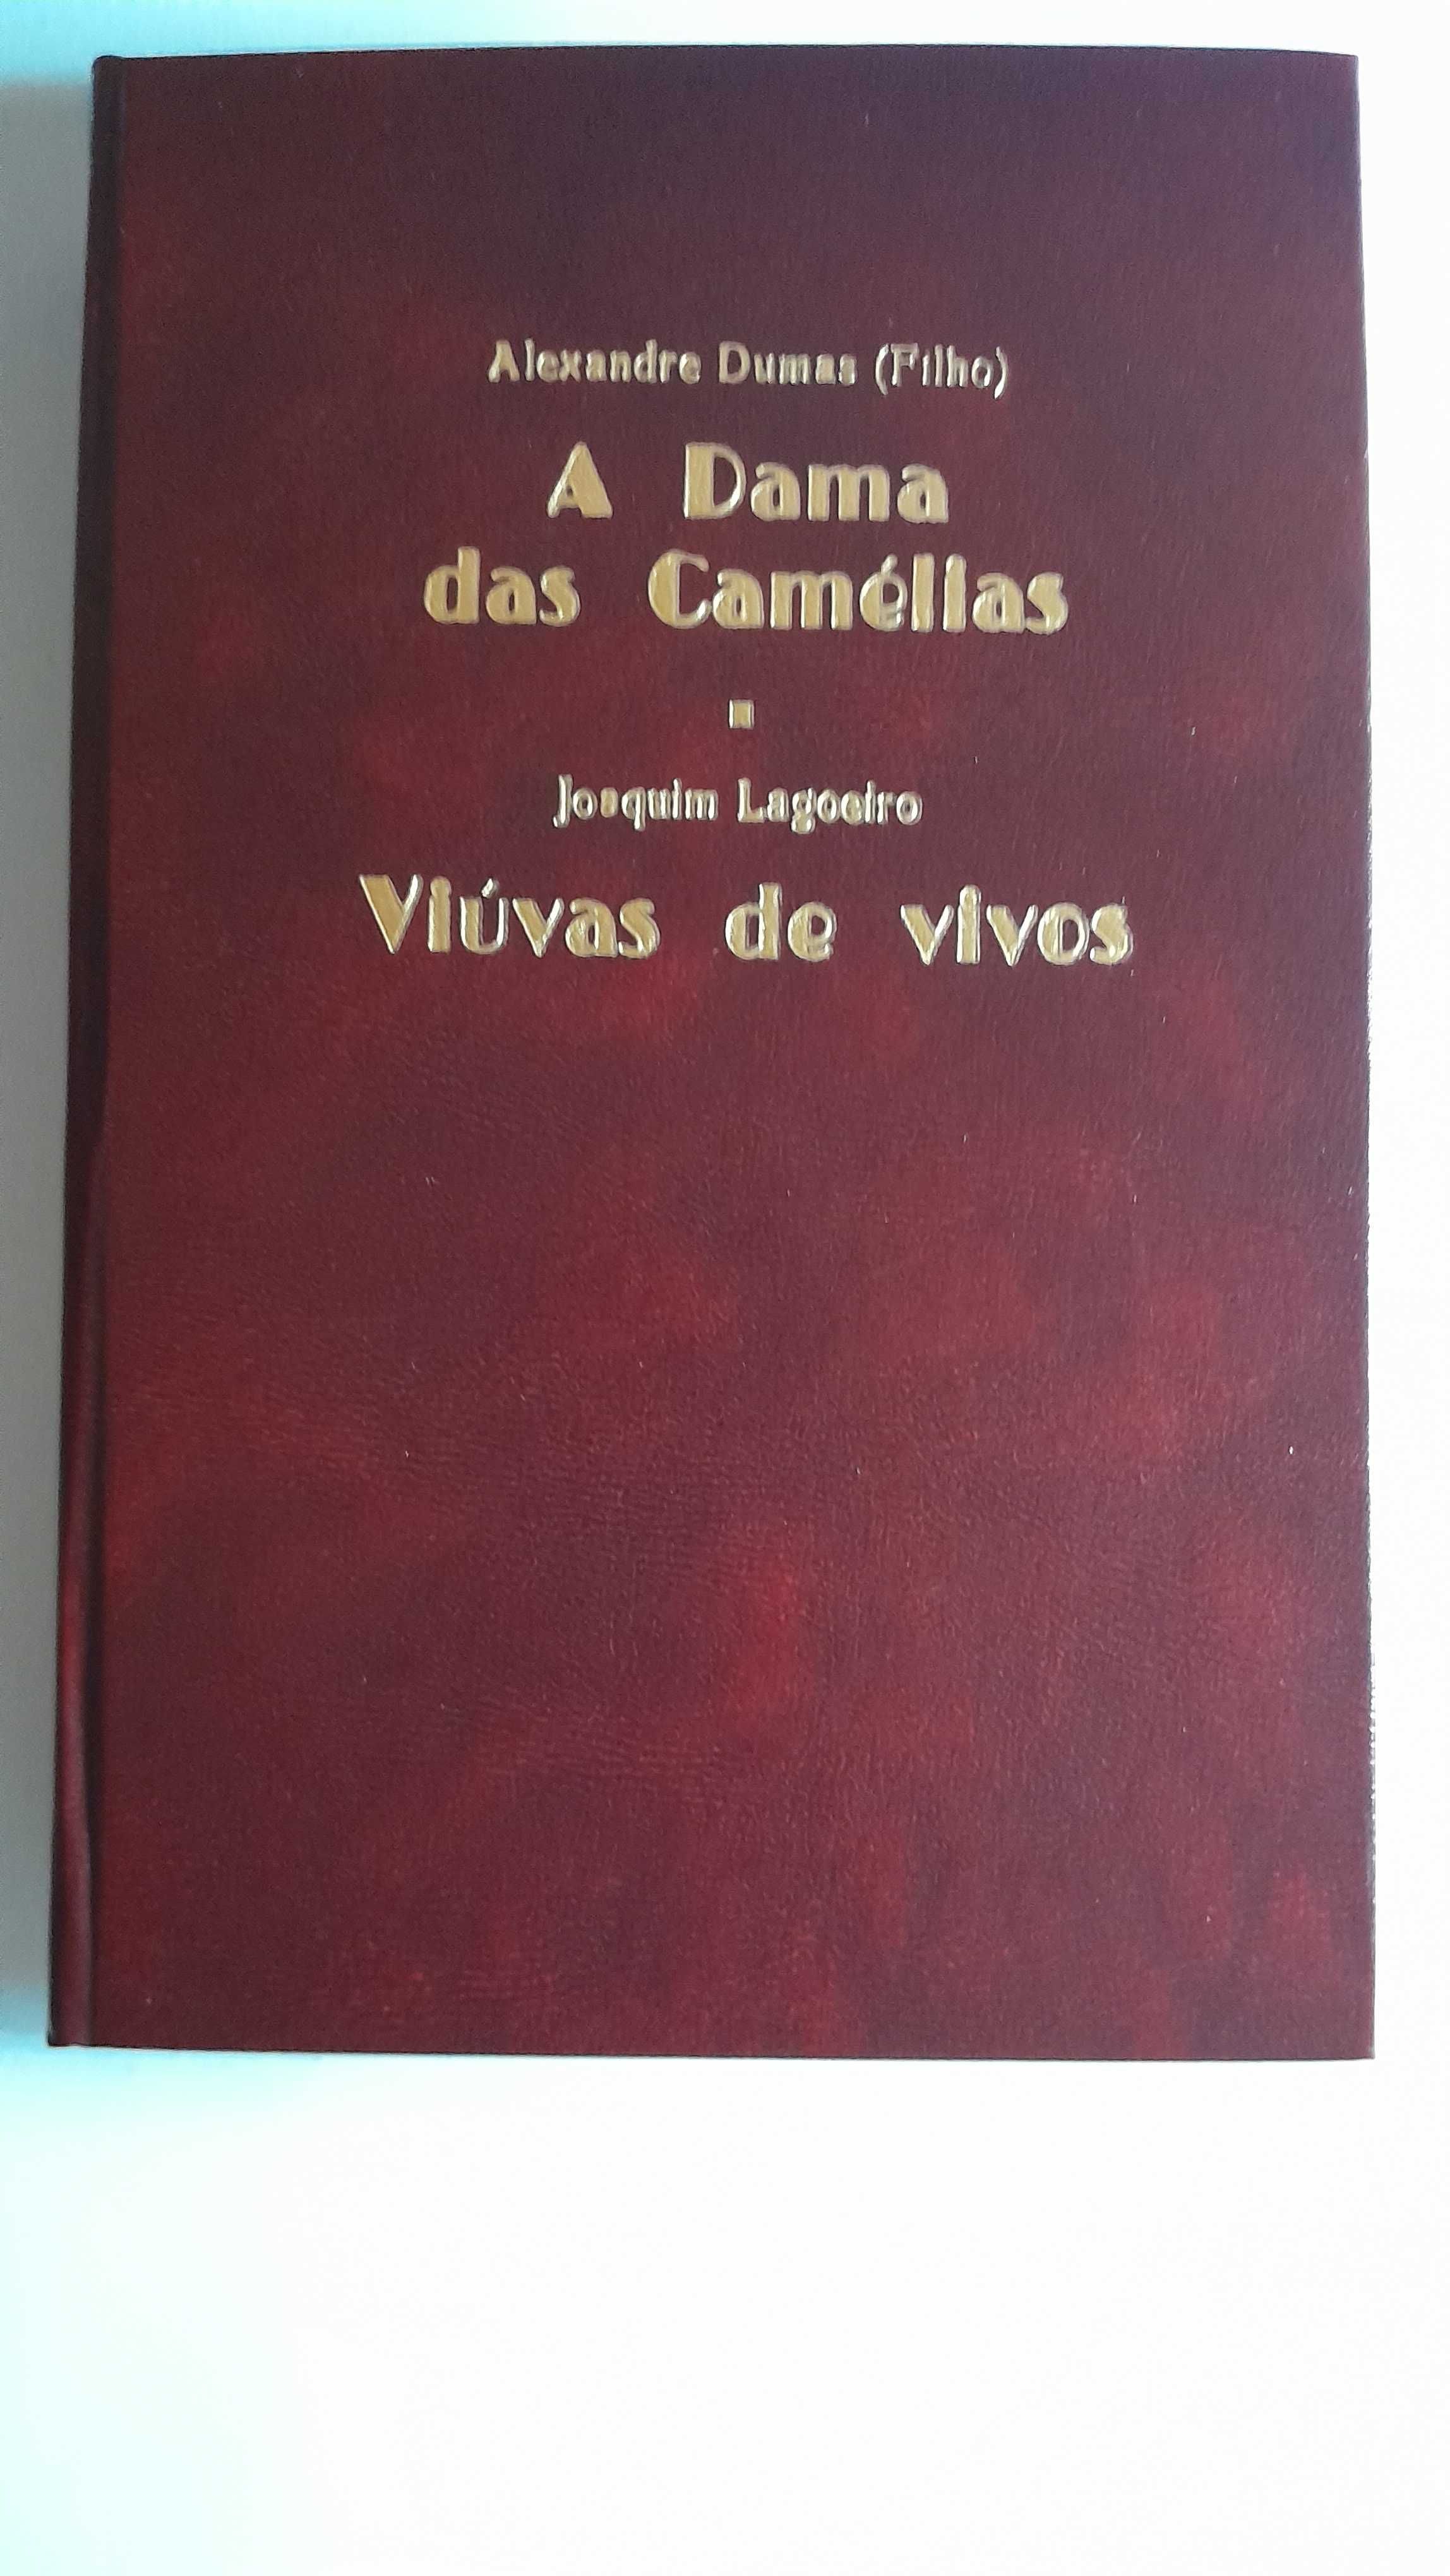 Alexandre Dumas (Filho)
A Dama
das Camélias
Joaquim Lagoeiro
Viúvas de vivos